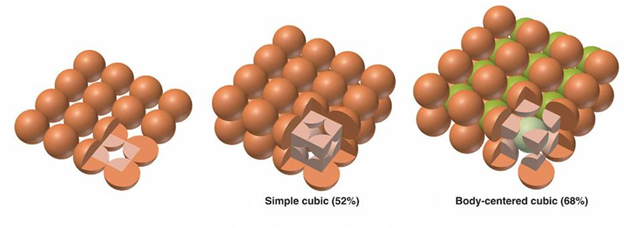 Simple cubic (52%)
Body-centered cubic (68%)